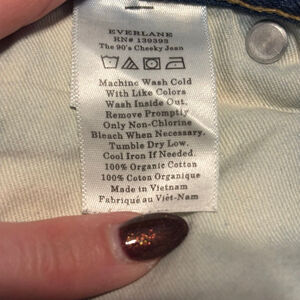 EVERLANE
RN# 139393
The 90's Cheeky Jean
Machine Wash Cold
With Like Colors
Wash Inside Out.
Remove Promptly
Only Non-Chlorine
Bleach When Necessary.
Tumble Dry Low.
Cool Iron If Needed.
100% Organic Cotton
100% Coton Organique
Made in Vietnam
Fabriqué au Viêt-Nam